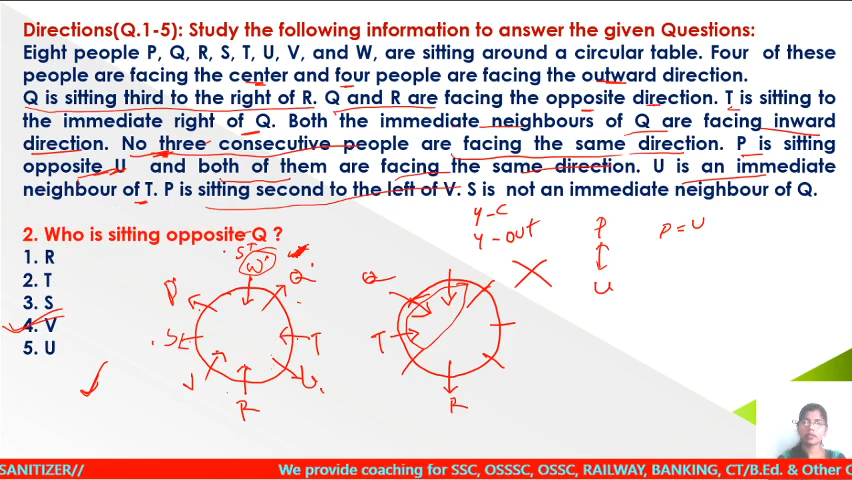 Directions(Q.1-5): Study the following information to answer the given Questions:
Eight people P, Q, R, S, T, U, V, and W, are sitting around a circular table. Four of these
people are facing the center and four people are facing the outward direction.
Q is sitting third to the right of R. Q and R are facing the opposite direction. T is sitting to
the immediate right of Q. Both the immediate neighbours of Q are facing inward
direction. No three consecutive people are facing the same direction. P is sitting
opposite U and both of them are facing the same direction. U is an immediate
neighbour of T. P is sitting second to the left of V. S is not an immediate neighbour of Q.
2. Who is sitting opposite Q ?
1. R
2. T
3. S
4. V
5. U
4-C
4-out
P
U
P = U
S T
W
P
Q
S
T
V
U
R
Q
T
R
SANITIZER// We provide coaching for SSC, OSSSC, OSSC, RAILWAY, BANKING, CT/B.Ed. & Other